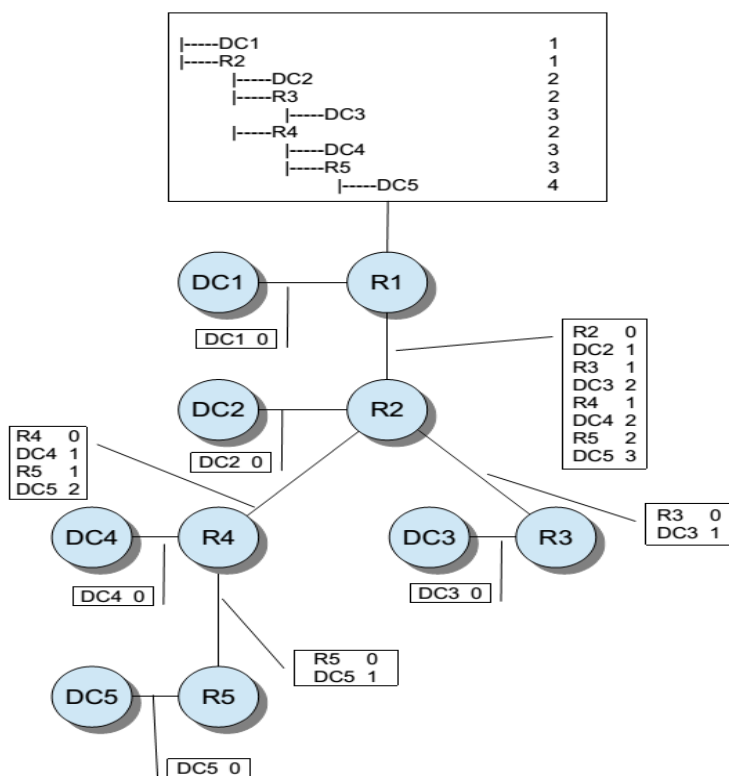 |-----DC1 1
|-----R2 1
|-----DC2 2
|-----R3 2
|-----DC3 3
|-----R4 2
|-----DC4 3
|-----R5 3
|-----DC5 4
DC1
R1
DC1 0
R2 0
DC2 1
R3 1
DC3 2
R4 1
DC4 2
R5 2
DC5 3
DC2
R2
DC2 0
R4 0
DC4 1
R5 1
DC5 2
DC4
R4
DC3
R3
R3 0
DC3 1
DC4 0
DC3 0
R5 0
DC5 1
DC5
R5
DC5 0